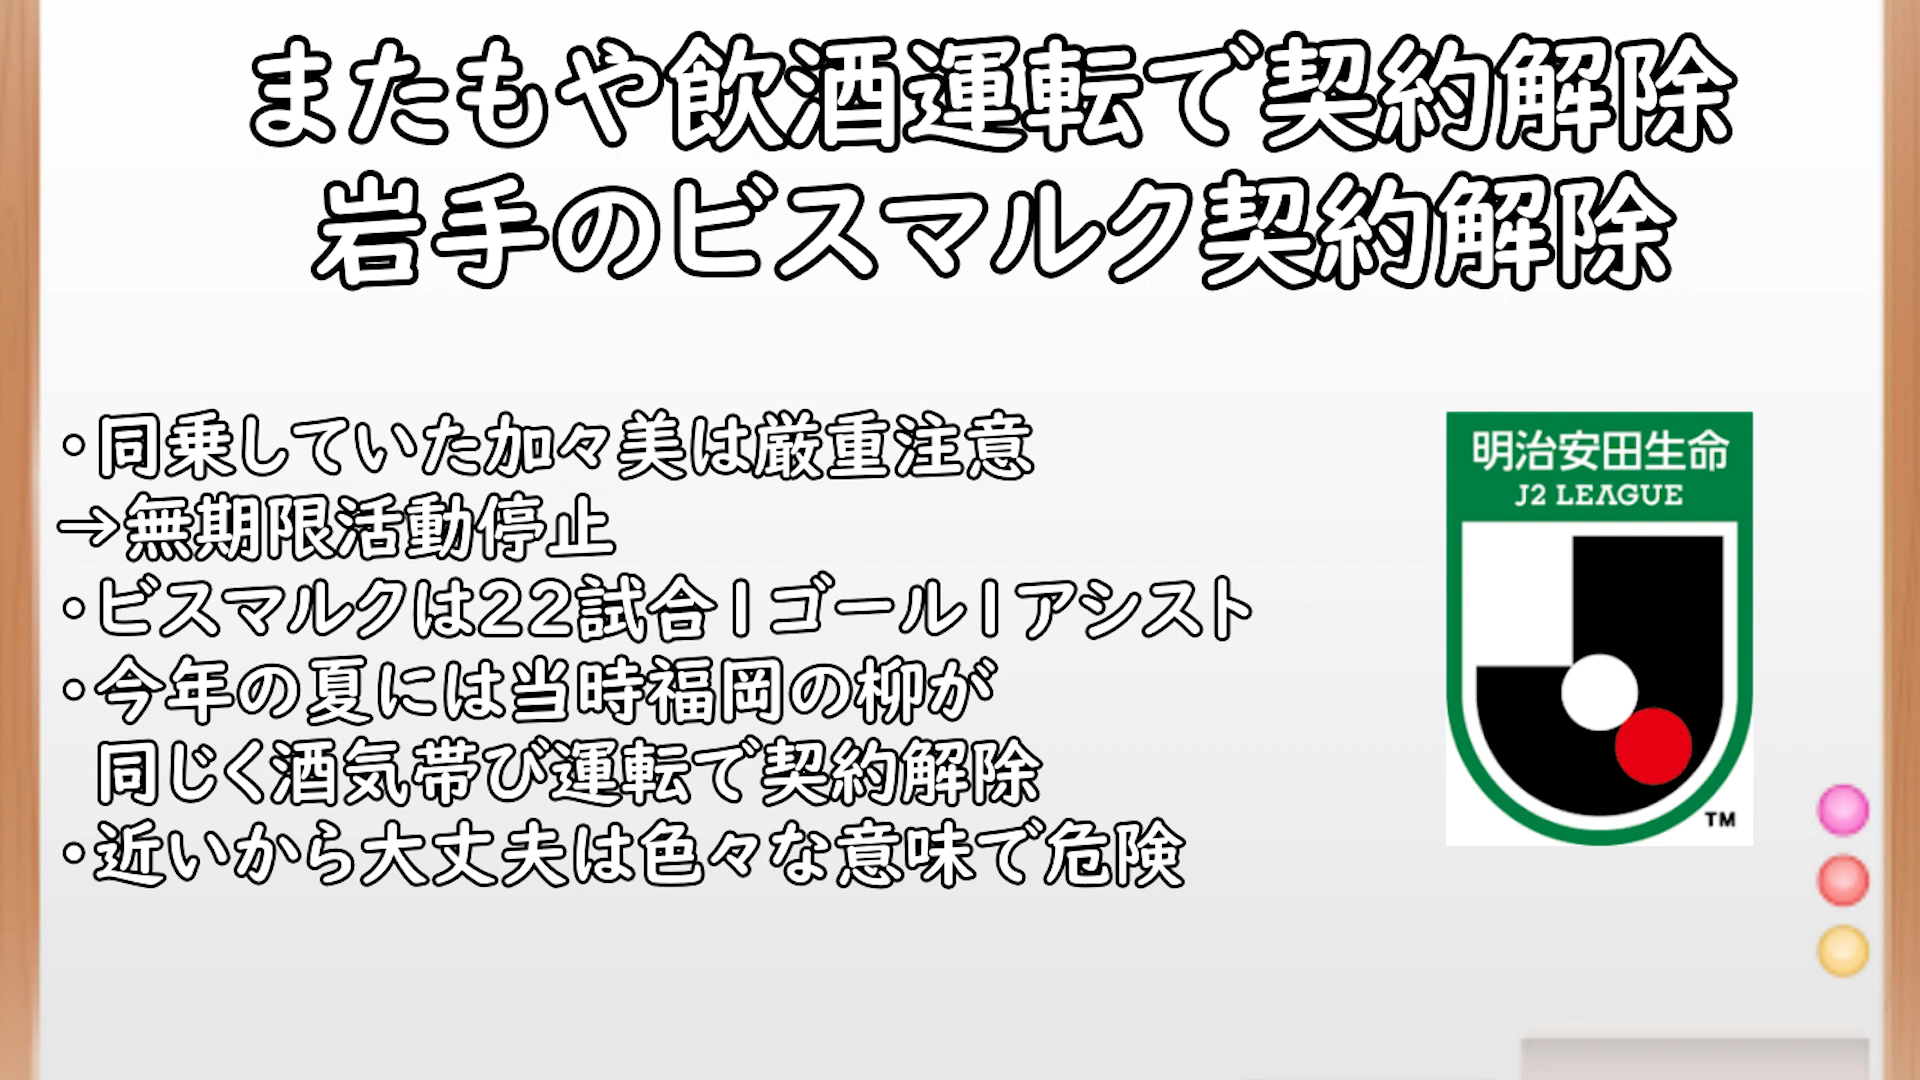 またもや飲酒運転で契約解除
岩手のビスマルク契約解除
・同乗していた加々美は厳重注意
→無期限活動停止
・ビスマルクは22試合1ゴール1アシスト
・今年の夏には当時福岡の柳が
同じく酒気帯び運転で契約解除
・近いから大丈夫は色々な意味で危険
明治安田生命
J2 LEAGUE
TM